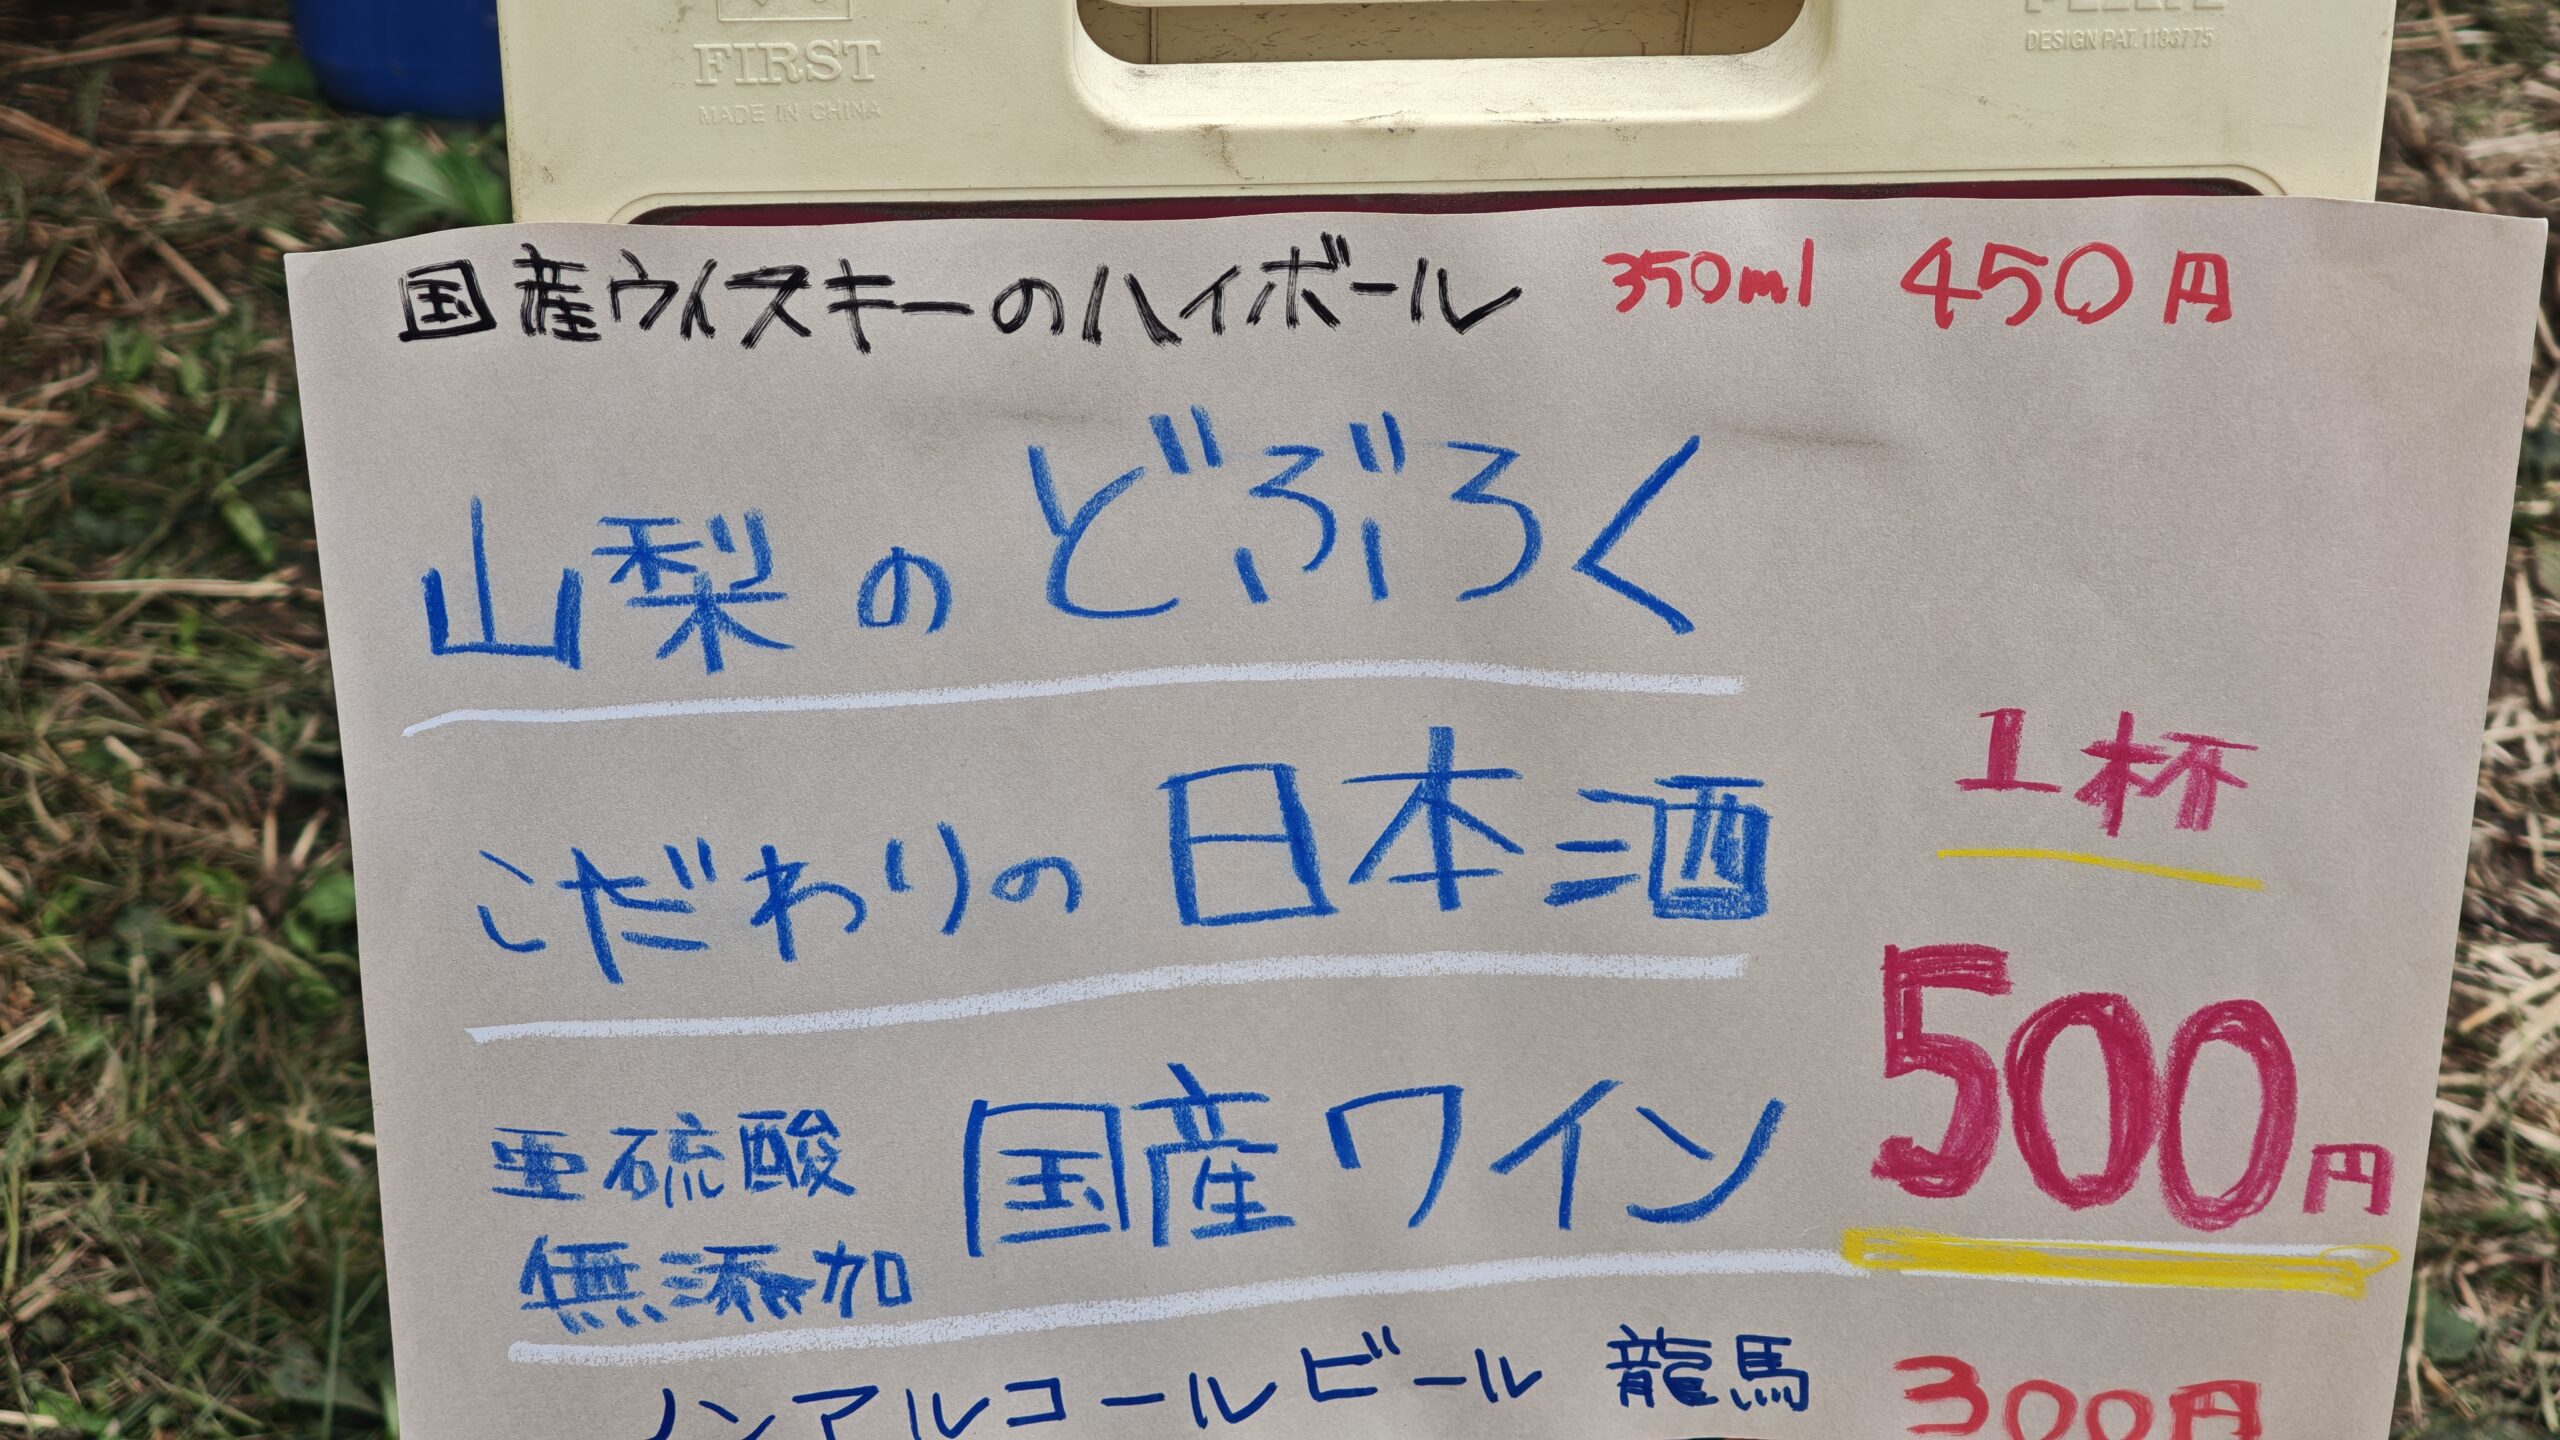 FIRST
MADE IN CHINA
DESIGN PAT.1183775
国産ウイスキーのハイボール 350ml 450円
山梨のどぶろく
こだわりの日本酒 1杯
亜硫酸 国産ワイン 500円
無添加
ノンアルコールビール 龍馬 300円